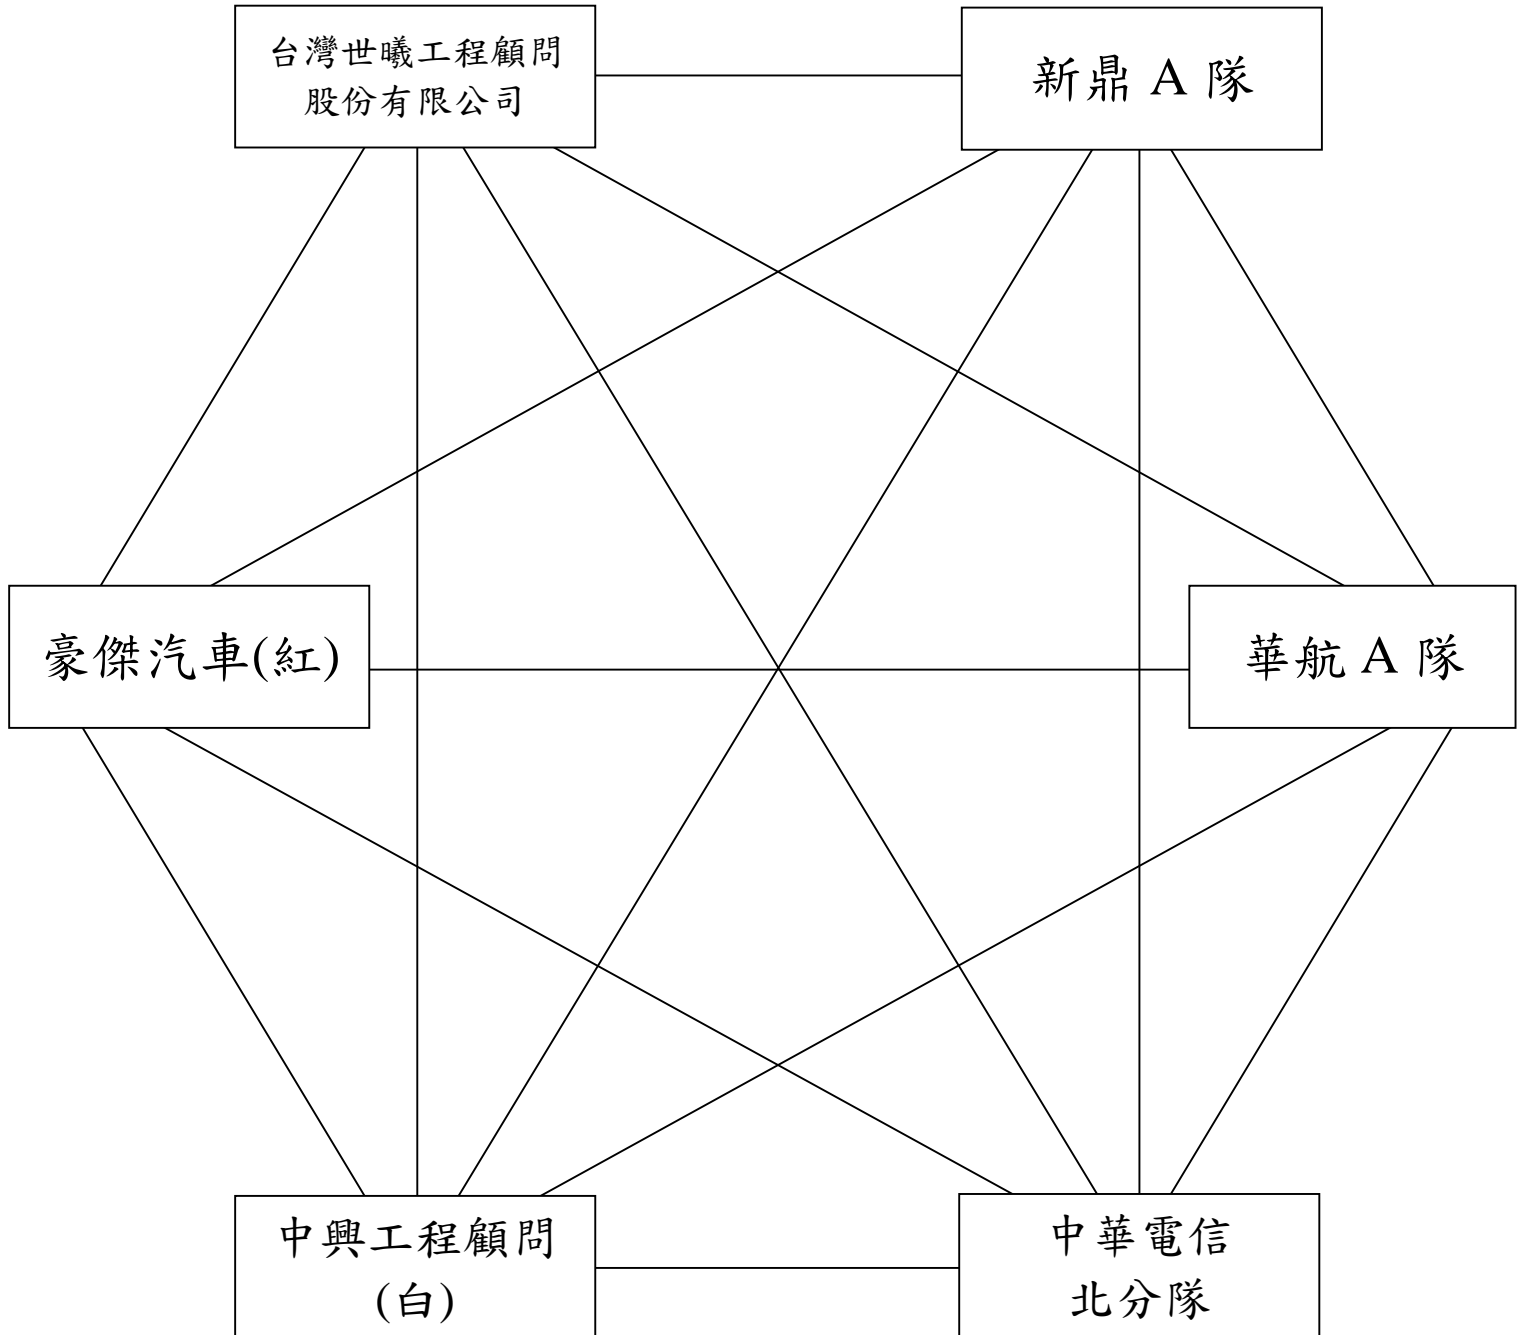 台灣世曦工程顧問
股份有限公司
新鼎 A 隊
豪傑汽車(紅)
華航 A 隊
中興工程顧問
(白)
中華電信
北分隊